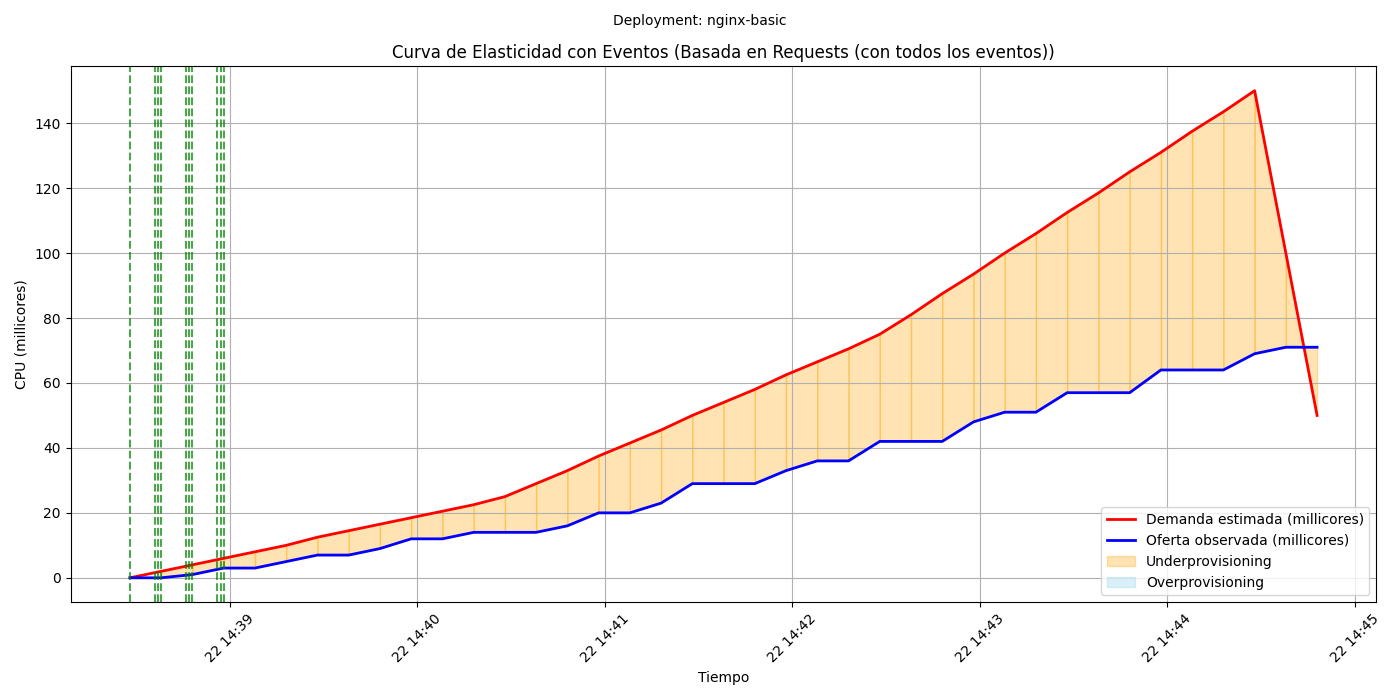 Deployment: nginx-basic
Curva de Elasticidad con Eventos (Basada en Requests (con todos los eventos))
CPU (millicores)
140
120
100
80
60
40
20
0
22 14:39
22 14:40
22 14:41
22 14:42
22 14:43
22 14:44
22 14:45
Tiempo
Demanda estimada (millicores)
Oferta observada (millicores)
Underprovisioning
Overprovisioning